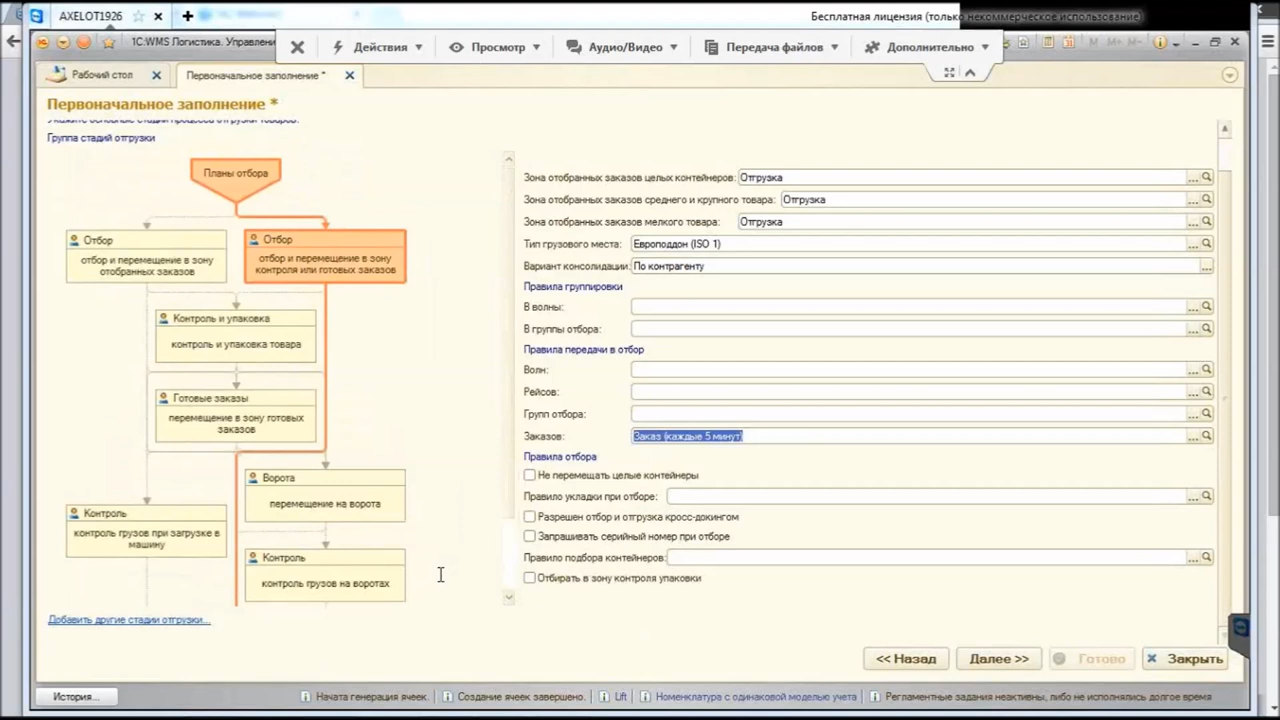 AXELOT1926
Бесплатная лицензия (только некоммерческое использование)
1С:WMS Логистика. Управлени
Действия
Просмотр
Аудио/Видео
Передача файлов
Дополнительно
M M+ M-
Рабочий стол
Первоначальное заполнение *
Первоначальное заполнение *
Укажите основные стадии процесса отгрузки товаров.
Группа стадий отгрузки
Планы отбора
Отбор
отбор и перемещение в зону
отобранных заказов
Отбор
отбор и перемещение в зону
контроля или готовых заказов
Контроль и упаковка
контроль и упаковка товара
Готовые заказы
перемещение в зону готовых
заказов
Ворота
перемещение на ворота
Контроль
контроль грузов при загрузке в
машину
Контроль
контроль грузов на воротах
Добавить другие стадии отгрузки...
Зона отобранных заказов целых контейнеров: Отгрузка ...
Зона отобранных заказов среднего и крупного товара: Отгрузка ...
Зона отобранных заказов мелкого товара: Отгрузка ...
Тип грузового места: Европоддон (ISO 1) ...
Вариант консолидации: По контрагенту ...
Правила группировки
В волны: ...
В группы отбора: ...
Правила передачи в отбор
Волн: ...
Рейсов: ...
Групп отбора: ...
Заказов: Заказ (каждые 5 минут) ...
Правила отбора
Не перемещать целые контейнеры
Правило укладки при отборе: ...
Разрешен отбор и отгрузка кросс-докингом
Запрашивать серийный номер при отборе
Правило подбора контейнеров: ...
Отбирать в зону контроля упаковки
<< Назад
Далее >>
Готово
Закрыть
История...
Начата генерация ячеек.
Создание ячеек завершено.
Lift
Номенклатура с одинаковой моделью учета
Регламентные задания неактивны, либо не исполнялись долгое время